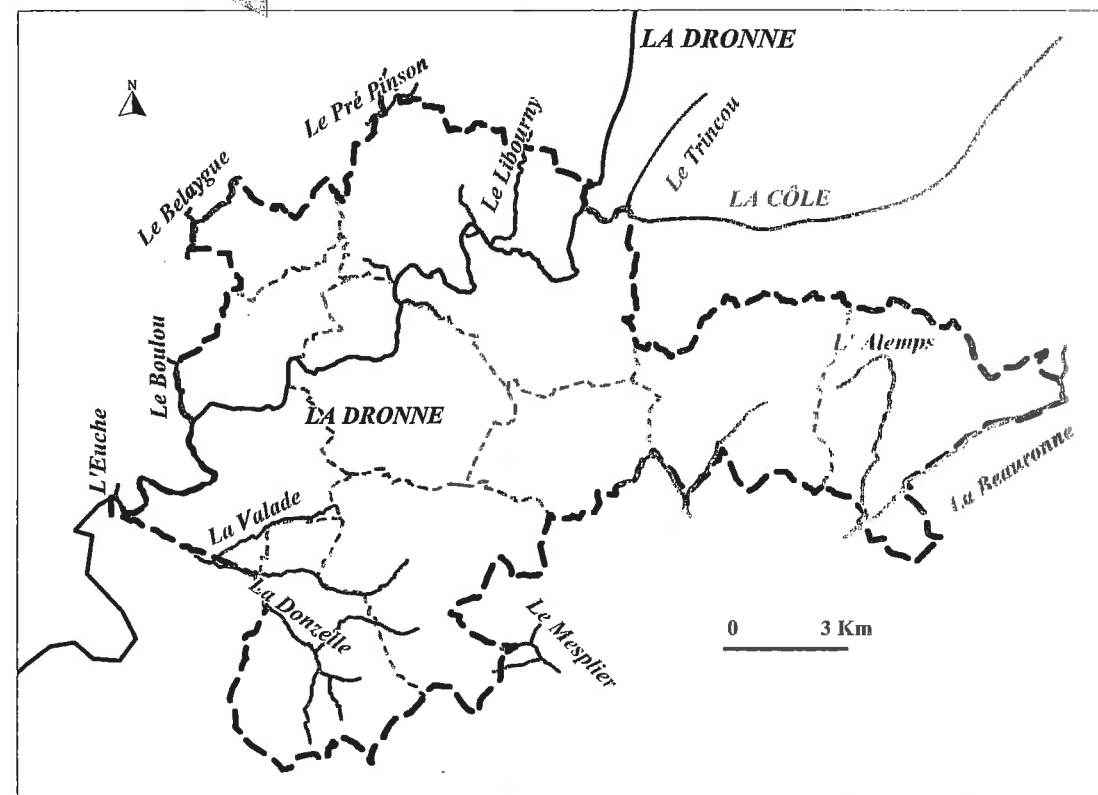 LA DRONNE
N
Le Pré Pinson
Le Libourny
Le Trincou
Le Belaygue
LA CÔLE
Le Boulou
L' Alemps
LA DRONNE
L'Euche
La Beauronne
La Valade
La Donzelle
Le Mesplier
0 3 Km